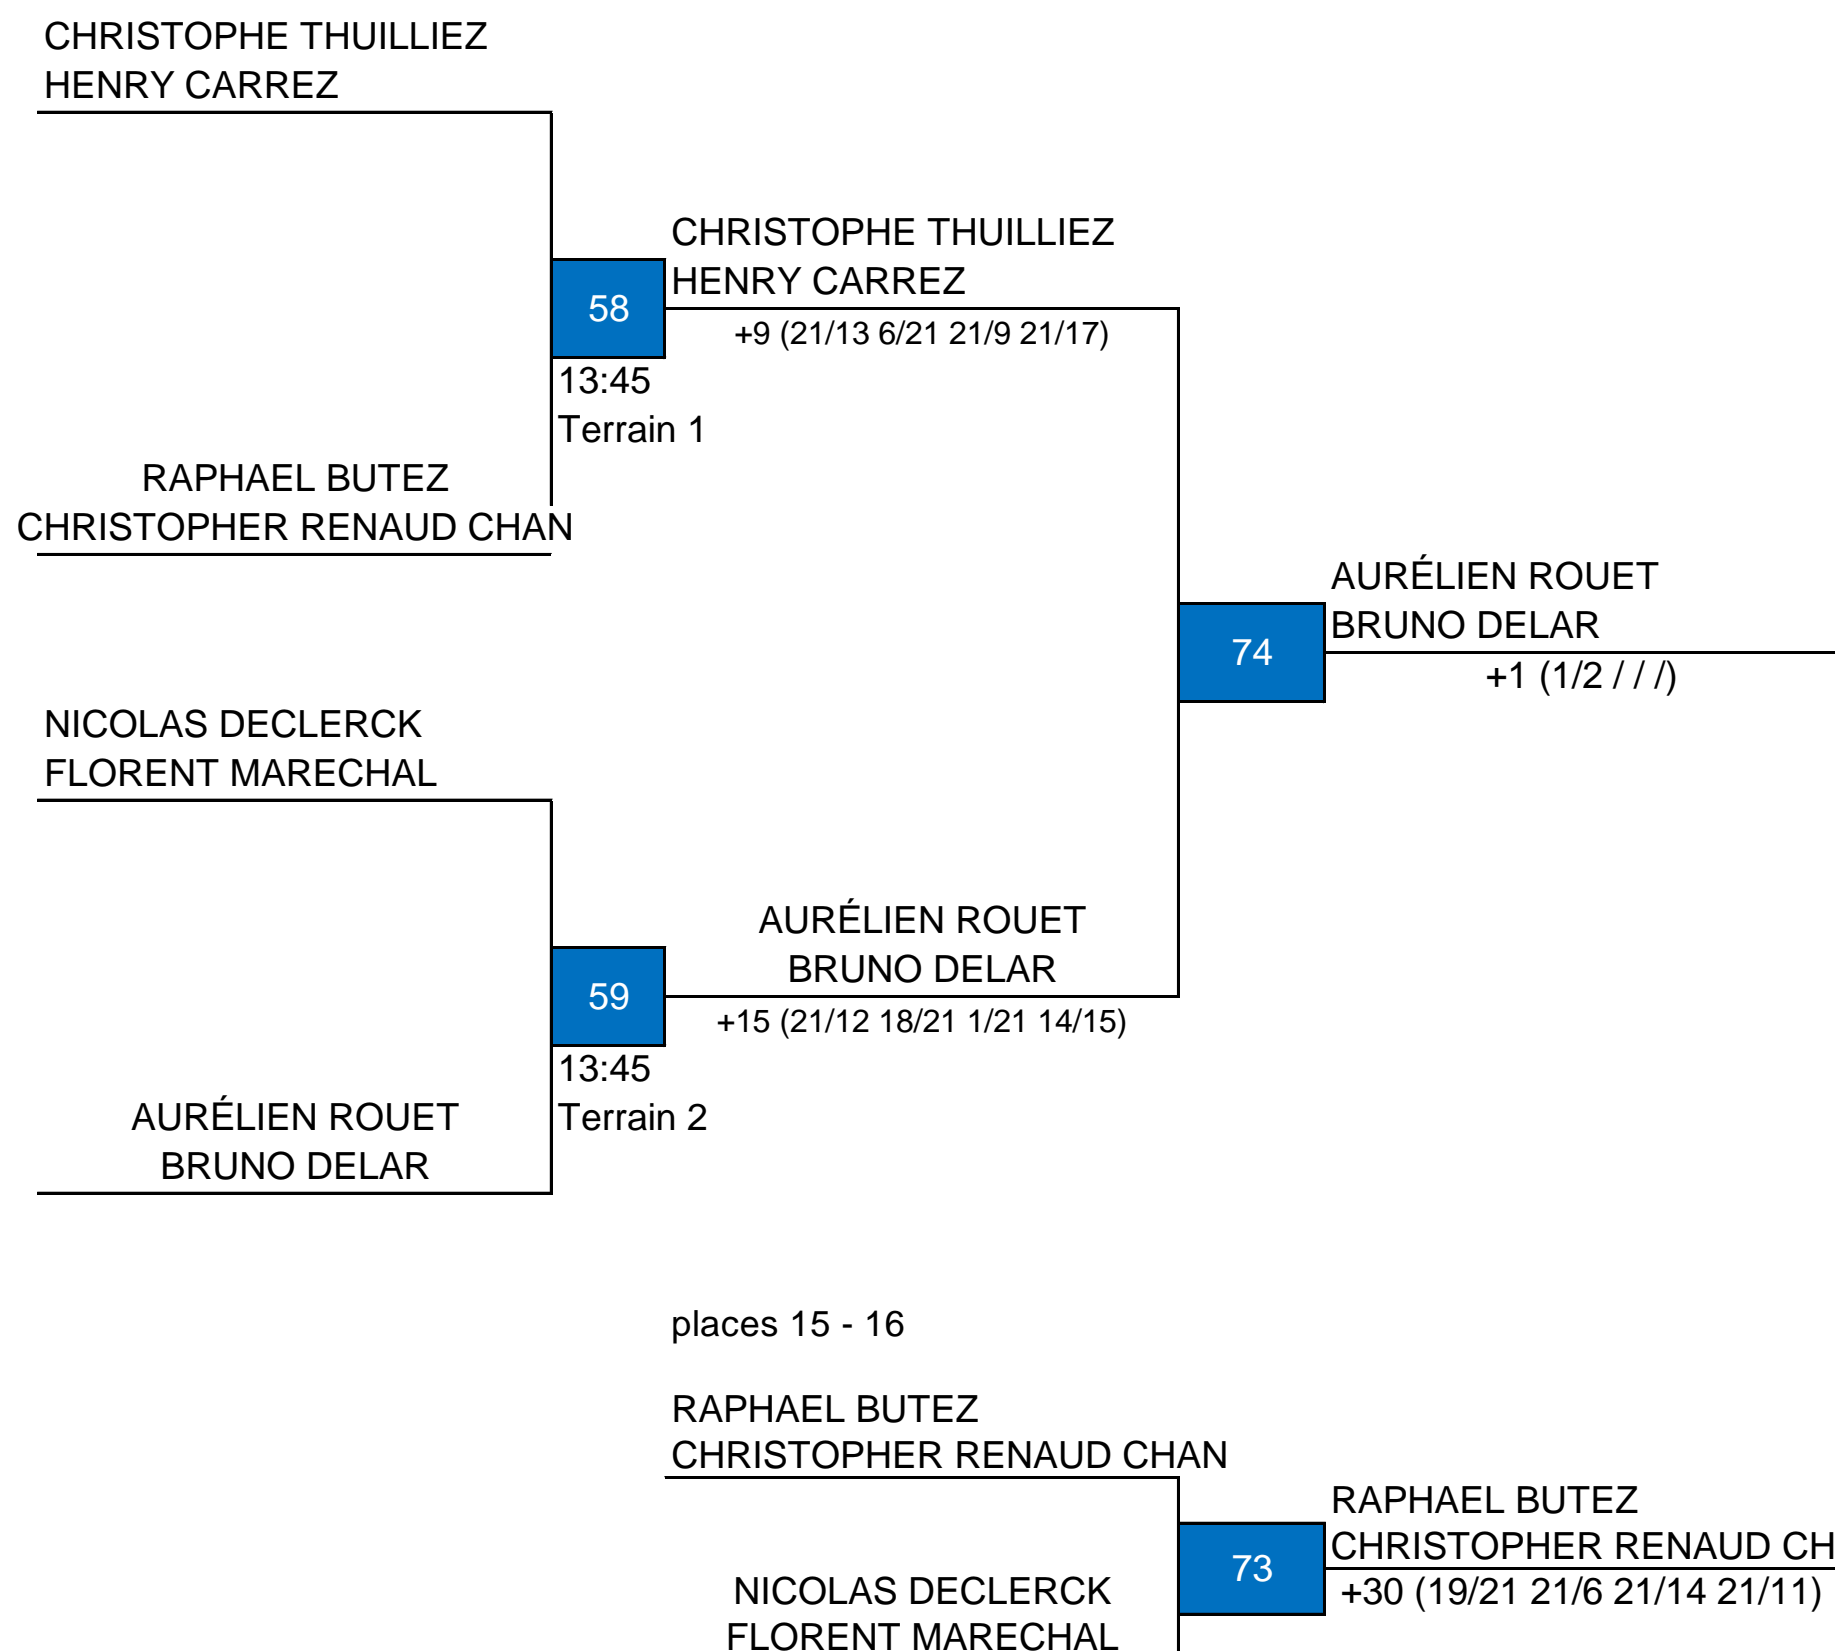 CHRISTOPHE THUILLIEZ
HENRY CARREZ
CHRISTOPHE THUILLIEZ
HENRY CARREZ
58
+9 (21/13 6/21 21/9 21/17)
13:45
Terrain 1
RAPHAEL BUTEZ
CHRISTOPHER RENAUD CHAN
AURÉLIEN ROUET
BRUNO DELAR
74
+1 (1/2 / / /)
NICOLAS DECLERCK
FLORENT MARECHAL
AURÉLIEN ROUET
BRUNO DELAR
59
+15 (21/12 18/21 1/21 14/15)
13:45
Terrain 2
AURÉLIEN ROUET
BRUNO DELAR
places 15 - 16
RAPHAEL BUTEZ
CHRISTOPHER RENAUD CHAN
RAPHAEL BUTEZ
CHRISTOPHER RENAUD CH
73
+30 (19/21 21/6 21/14 21/11)
NICOLAS DECLERCK
FLORENT MARECHAL